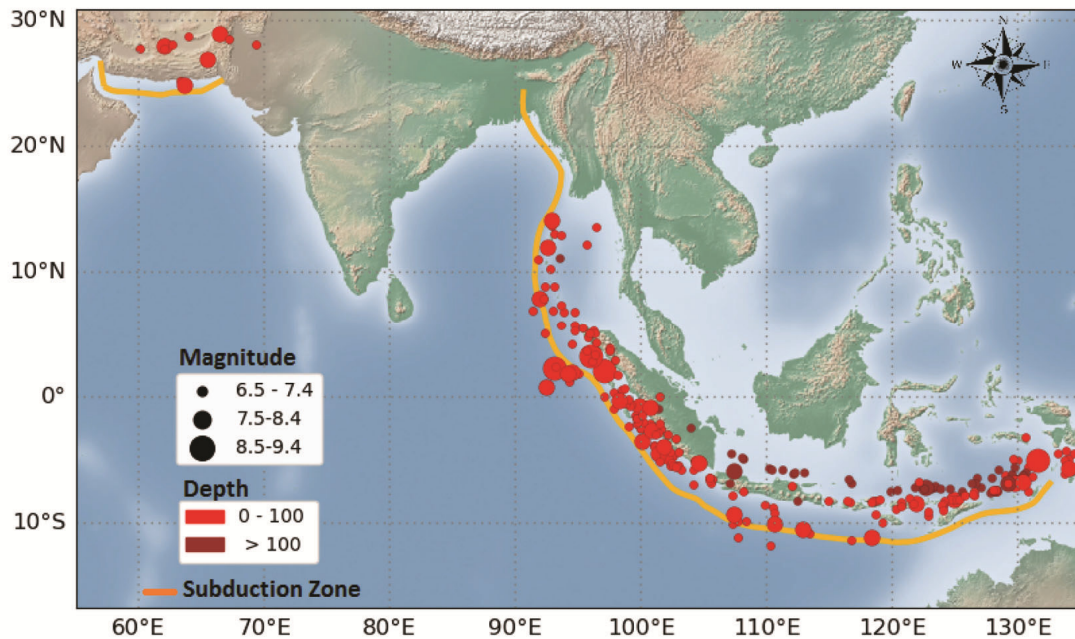 30°N
20°N
10°N
0°
10°S
N
W
E
S
Magnitude
6.5 - 7.4
7.5-8.4
8.5-9.4
Depth
0 - 100
> 100
Subduction Zone
60°E
70°E
80°E
90°E
100°E
110°E
120°E
130°E